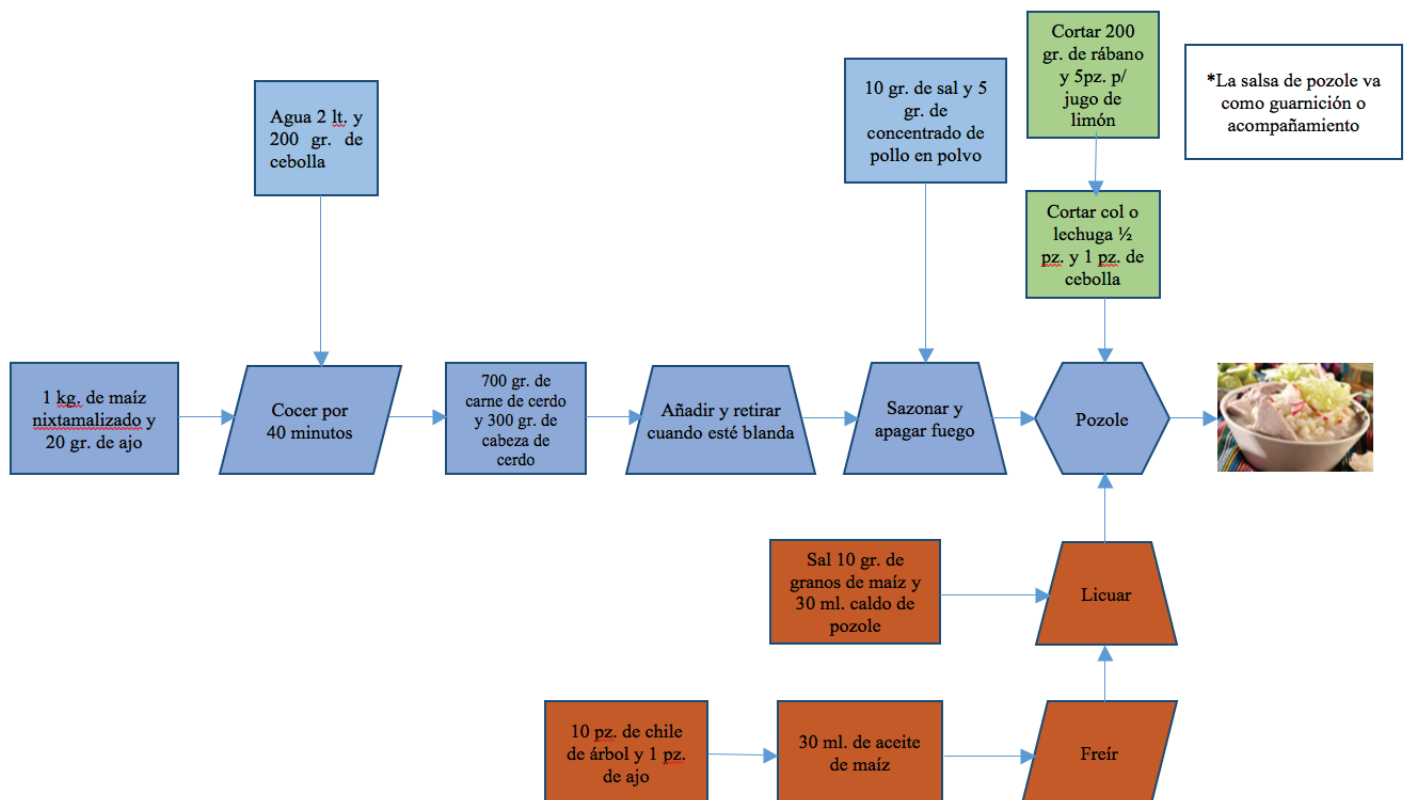 Cortar 200
gr. de rábano
y 5pz. p/
jugo de
limón
*La salsa de pozole va
como guarnición o
acompañamiento
10 gr. de sal y 5
gr. de
concentrado de
pollo en polvo
Agua 2 lt. y
200 gr. de
cebolla
Cortar col o
lechuga ½
pz. y 1 pz. de
cebolla
1 kg. de maíz
nixtamalizado y
20 gr. de ajo
Cocer por
40 minutos
700 gr. de
carne de cerdo
y 300 gr. de
cabeza de
cerdo
Añadir y retirar
cuando esté blanda
Sazonar y
apagar fuego
Pozole
Sal 10 gr. de
granos de maíz y
30 ml. caldo de
pozole
Licuar
10 pz. de chile
de árbol y 1 pz.
de ajo
30 ml. de aceite
de maíz
Freír